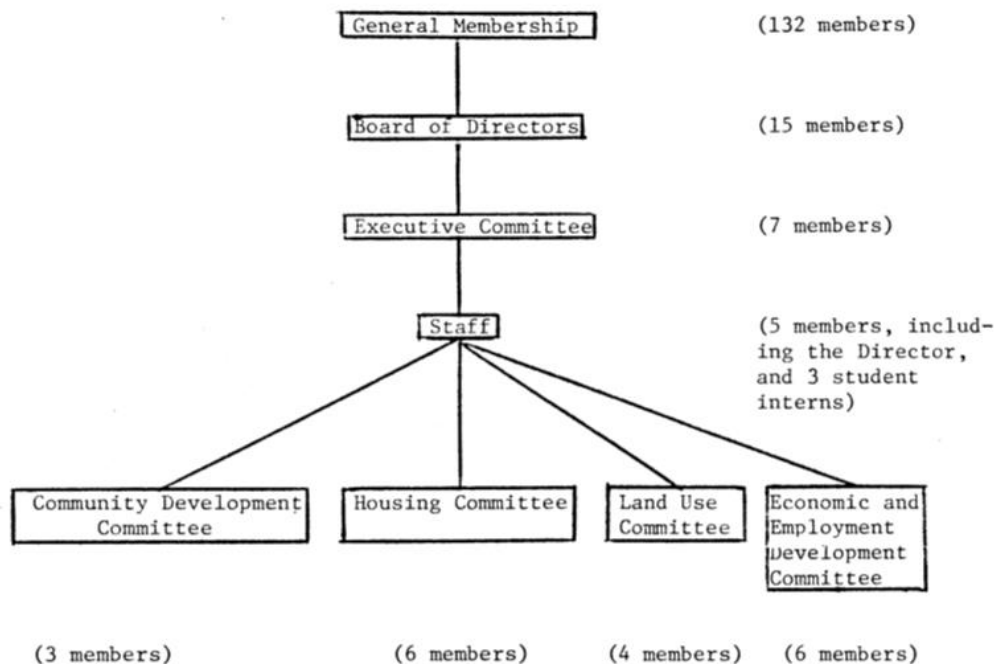 General Membership (132 members)
Board of Directors (15 members)
Executive Committee (7 members)
Staff (5 members, includ-
ing the Director,
and 3 student
interns)
Community Development
Committee
Housing Committee
Land Use
Committee
Economic and
Employment
Development
Committee
(3 members) (6 members) (4 members) (6 members)